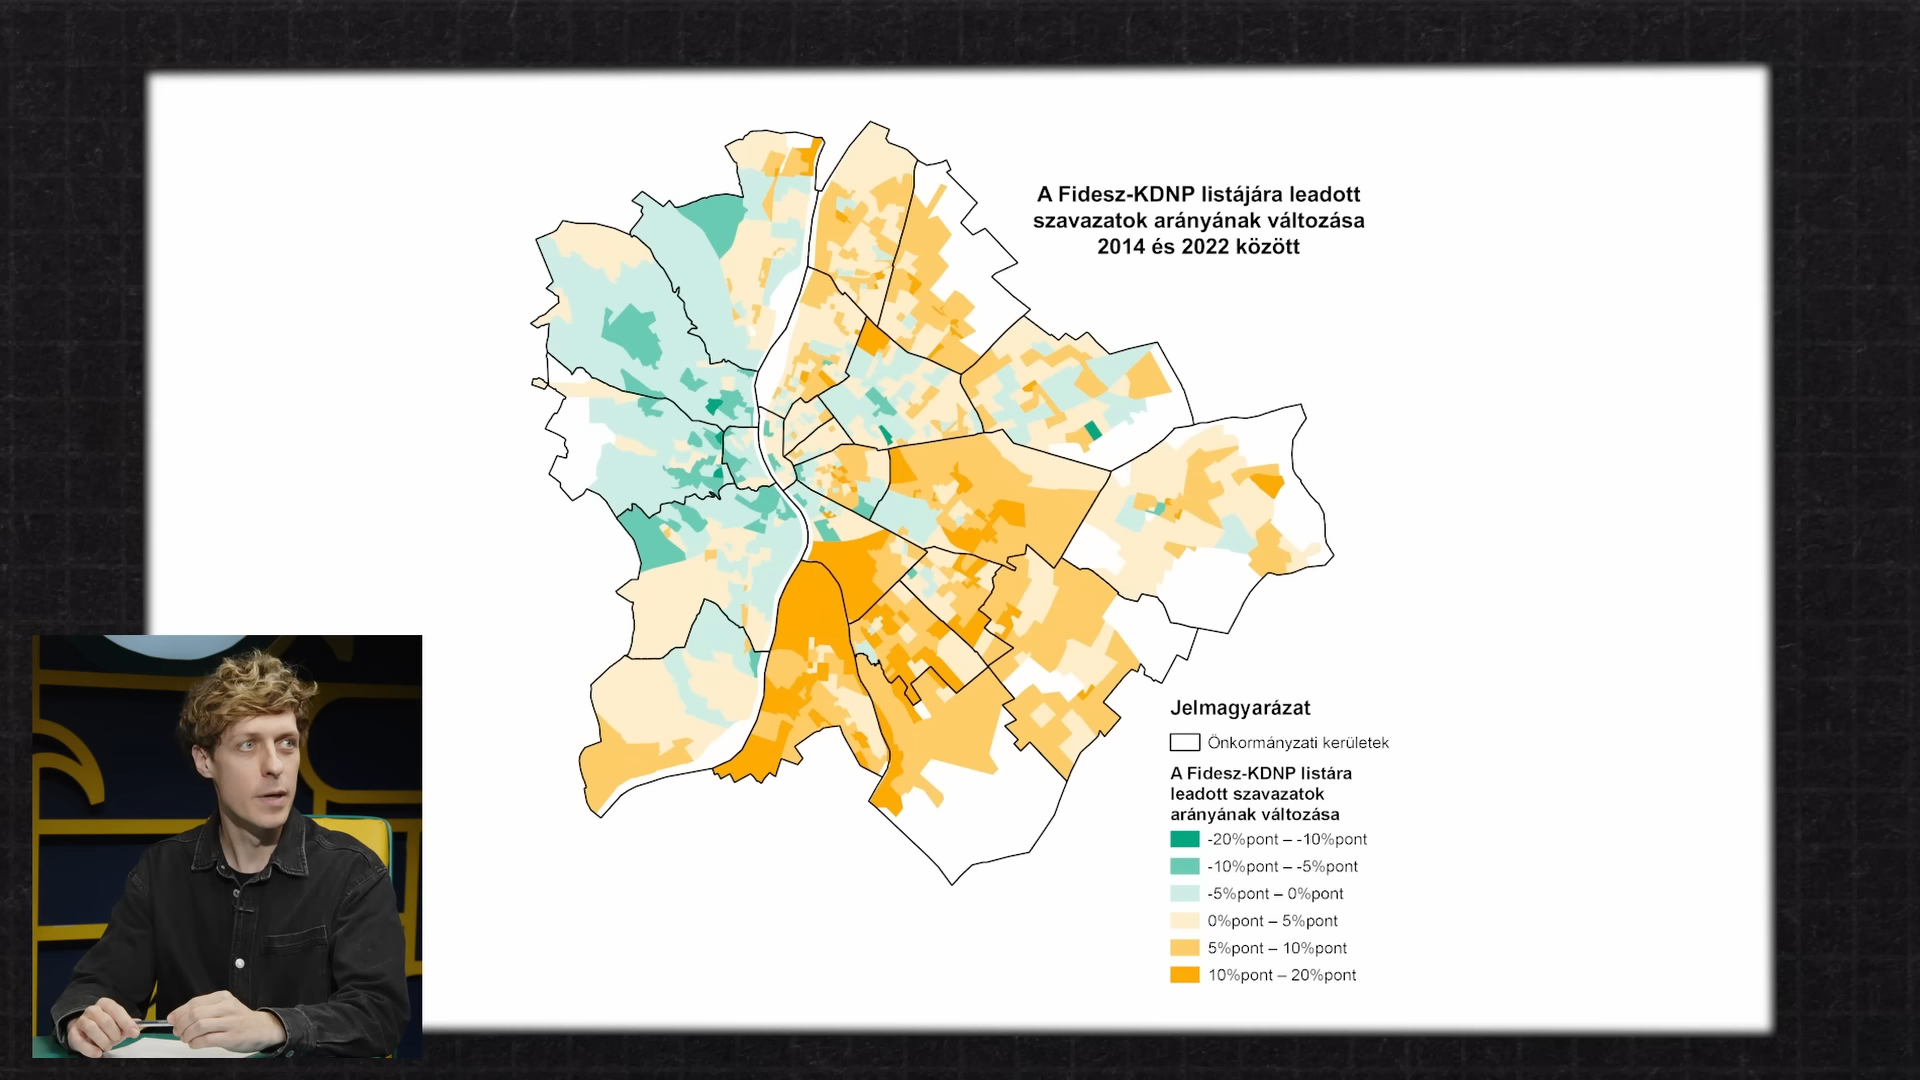 A Fidesz-KDNP listájára leadott
szavazatok arányának változása
2014 és 2022 között
Jelmagyarázat
Önkormányzati kerületek
A Fidesz-KDNP listára
leadott szavazatok
arányának változása
-20%pont – -10%pont
-10%pont – -5%pont
-5%pont – 0%pont
0%pont – 5%pont
5%pont – 10%pont
10%pont – 20%pont